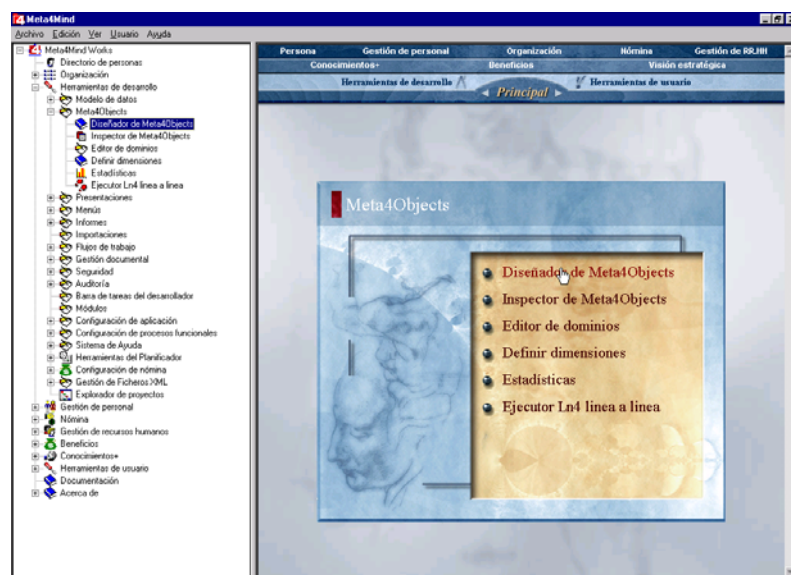 Meta4Mind
Archivo Edición Ver Usuario Ayuda
Meta4Mind Works
Directorio de personas
Organización
Herramientas de desarrollo
Modelo de datos
Meta4Objects
Diseñador de Meta4Objects
Inspector de Meta4Objects
Editor de dominios
Definir dimensiones
Estadísticas
Ejecutor Ln4 linea a linea
Presentaciones
Menús
Informes
Importaciones
Flujos de trabajo
Gestión documental
Seguridad
Auditoría
Barra de tareas del desarrollador
Módulos
Configuración de aplicación
Configuración de procesos funcionales
Sistema de Ayuda
Herramientas del Planificador
Configuración de nómina
Gestión de Ficheros XML
Explorador de proyectos
Gestión de personal
Nómina
Gestión de recursos humanos
Beneficios
Conocimientos+
Herramientas de usuario
Documentación
Acerca de
Persona Gestión de personal Organización Nómina Gestión de RR.HH
Conocimientos+ Beneficios Visión estratégica
Herramientas de desarrollo Principal Herramientas de usuario
Meta4Objects
Diseñador de Meta4Objects
Inspector de Meta4Objects
Editor de dominios
Definir dimensiones
Estadísticas
Ejecutor Ln4 linea a linea